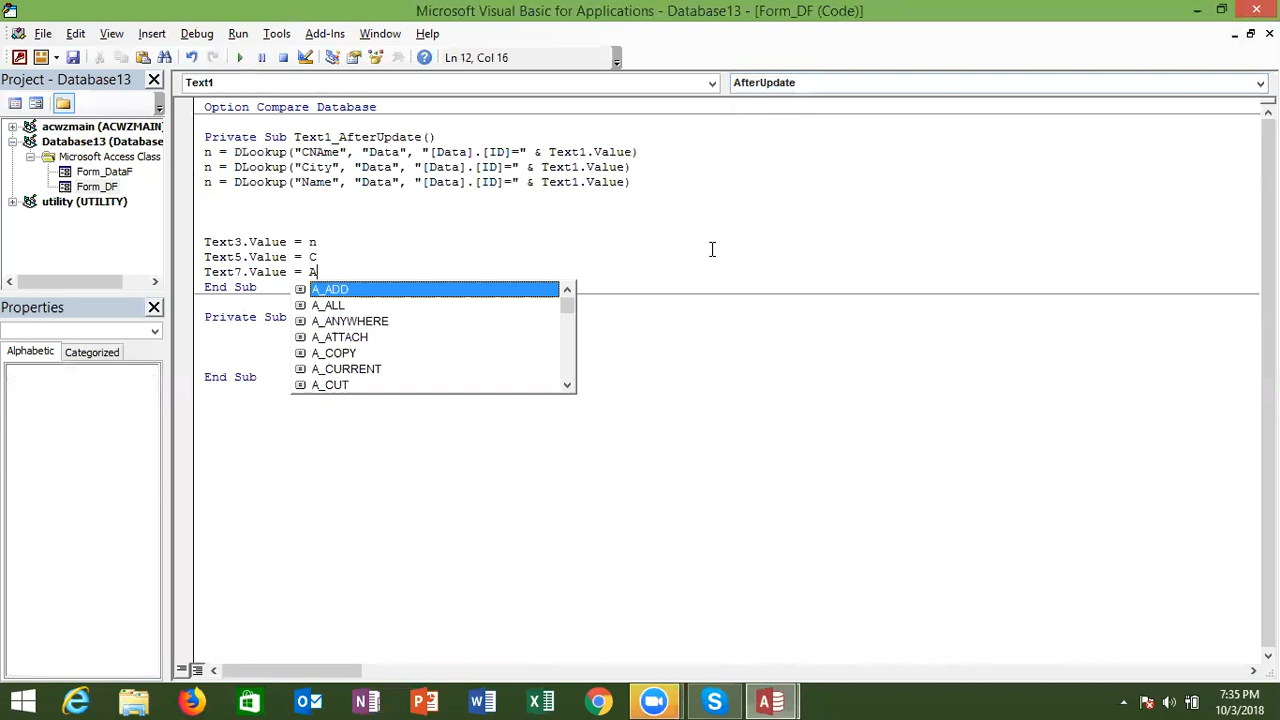 Microsoft Visual Basic for Applications - Database13 - [Form_DF (Code)]
File Edit View Insert Debug Run Tools Add-Ins Window Help
Ln 12, Col 16
Project - Database13
Text1 AfterUpdate
acwzmain (ACWZMAIN)
Database13 (Database
Microsoft Access Class
Form_DataF
Form_DF
utility (UTILITY)
Properties
Alphabetic Categorized
Option Compare Database
Private Sub Text1_AfterUpdate()
n = DLookup("CNAme", "Data", "[Data].[ID]=" & Text1.Value)
n = DLookup("City", "Data", "[Data].[ID]=" & Text1.Value)
n = DLookup("Name", "Data", "[Data].[ID]=" & Text1.Value)
Text3.Value = n
Text5.Value = C
Text7.Value = A
End Sub
A_ADD
A_ALL
Private Sub
A_ANYWHERE
A_ATTACH
A_COPY
A_CURRENT
End Sub
A_CUT
7:35 PM
10/3/2018